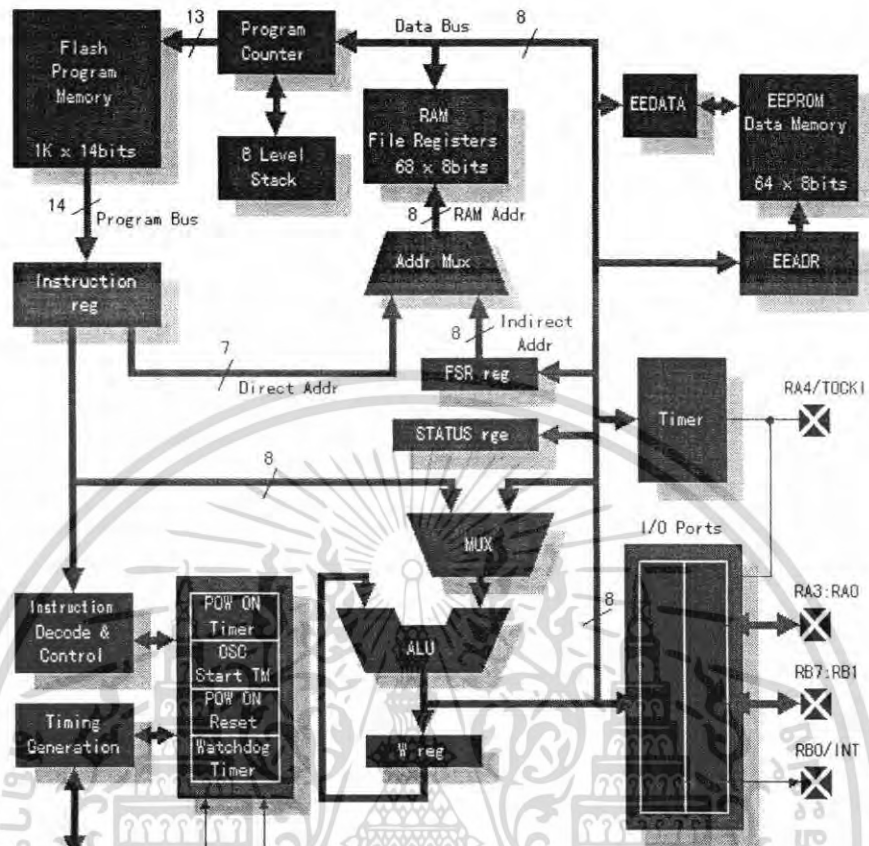 13
Program
Counter
Data Bus
8
Flash
Program
Memory
1K x 14bits
8 Level
Stack
RAM
File Registers
68 x 8bits
EEDATA
EEPROM
Data Memory
64 x 8bits
14
Program Bus
8
RAM Addr
Addr Mux
EEADR
Instruction
reg
7
Direct Addr
8
Indirect
Addr
FSR reg
STATUS rge
Timer
RA4/TOCKI
8
MUX
I/O Ports
Instruction
Decode &
Control
POW ON
Timer
OSC
Start TM
POW ON
Reset
Watchdog
Timer
ALU
8
RA3:RA0
RB7:RB1
Timing
Generation
W reg
RB0/INT